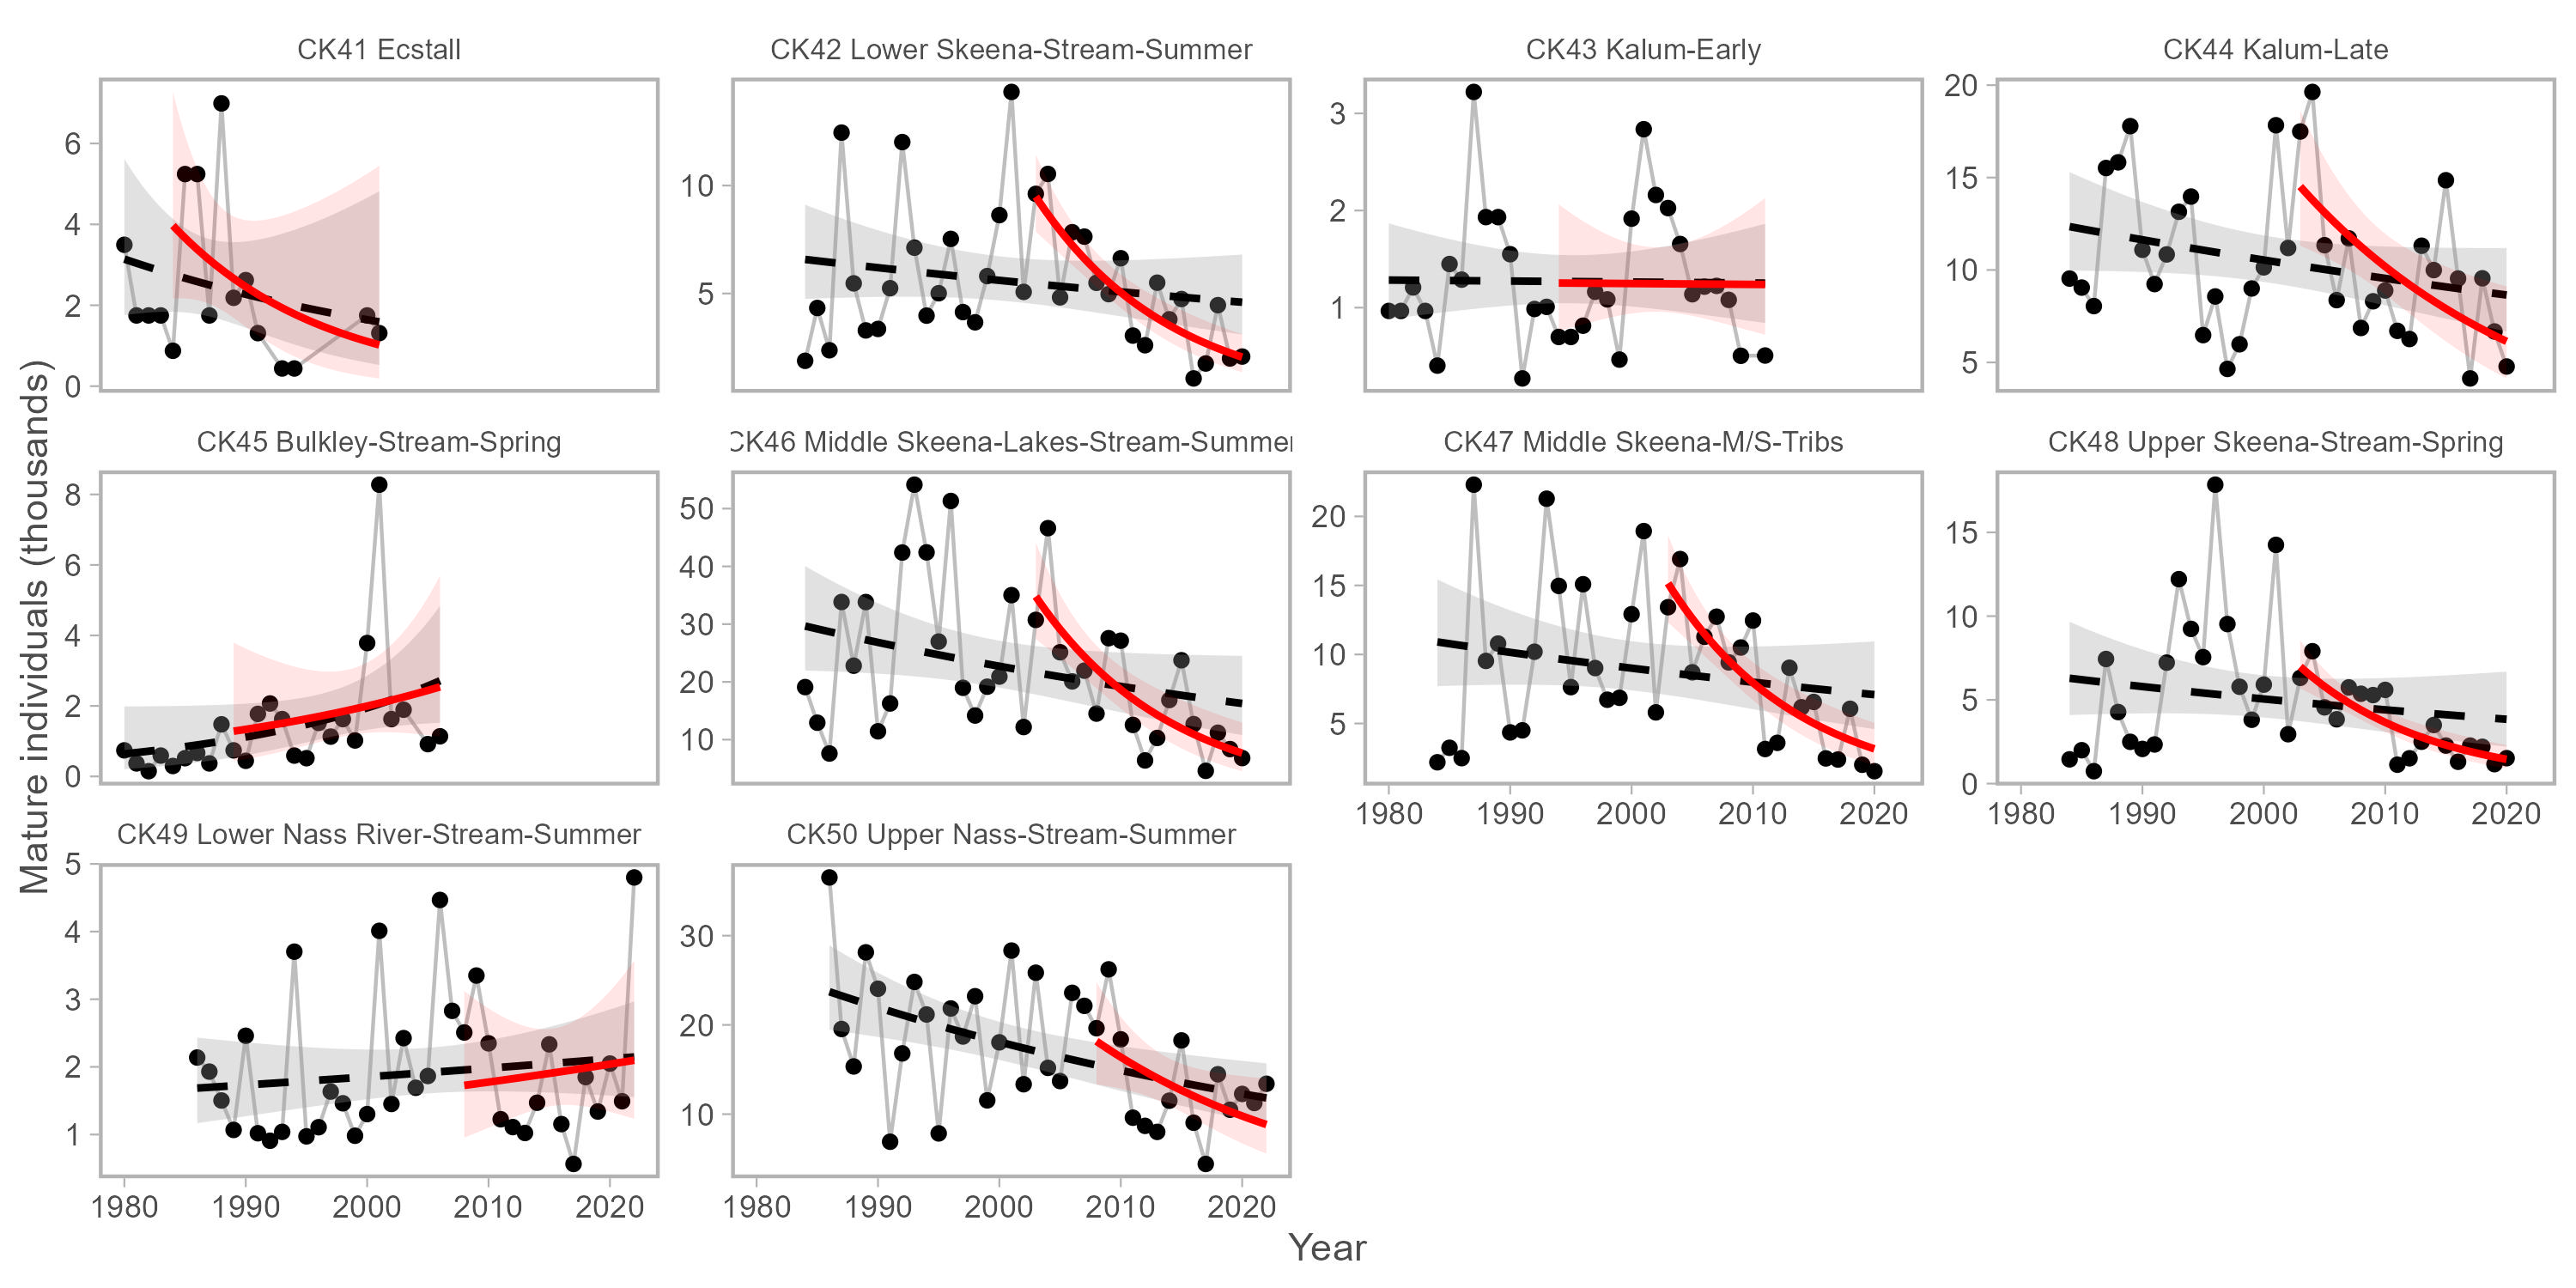 CK41 Ecstall
CK42 Lower Skeena-Stream-Summer
CK43 Kalum-Early
CK44 Kalum-Late
6
4
2
0
10
5
3
2
1
20
15
10
5
CK45 Bulkley-Stream-Spring
CK46 Middle Skeena-Lakes-Stream-Summer
CK47 Middle Skeena-M/S-Tribs
CK48 Upper Skeena-Stream-Spring
8
6
4
2
0
50
40
30
20
10
20
15
10
5
15
10
5
0
1980 1990 2000 2010 2020
1980 1990 2000 2010 2020
CK49 Lower Nass River-Stream-Summer
CK50 Upper Nass-Stream-Summer
5
4
3
2
1
30
20
10
1980 1990 2000 2010 2020
1980 1990 2000 2010 2020
Mature individuals (thousands)
Year